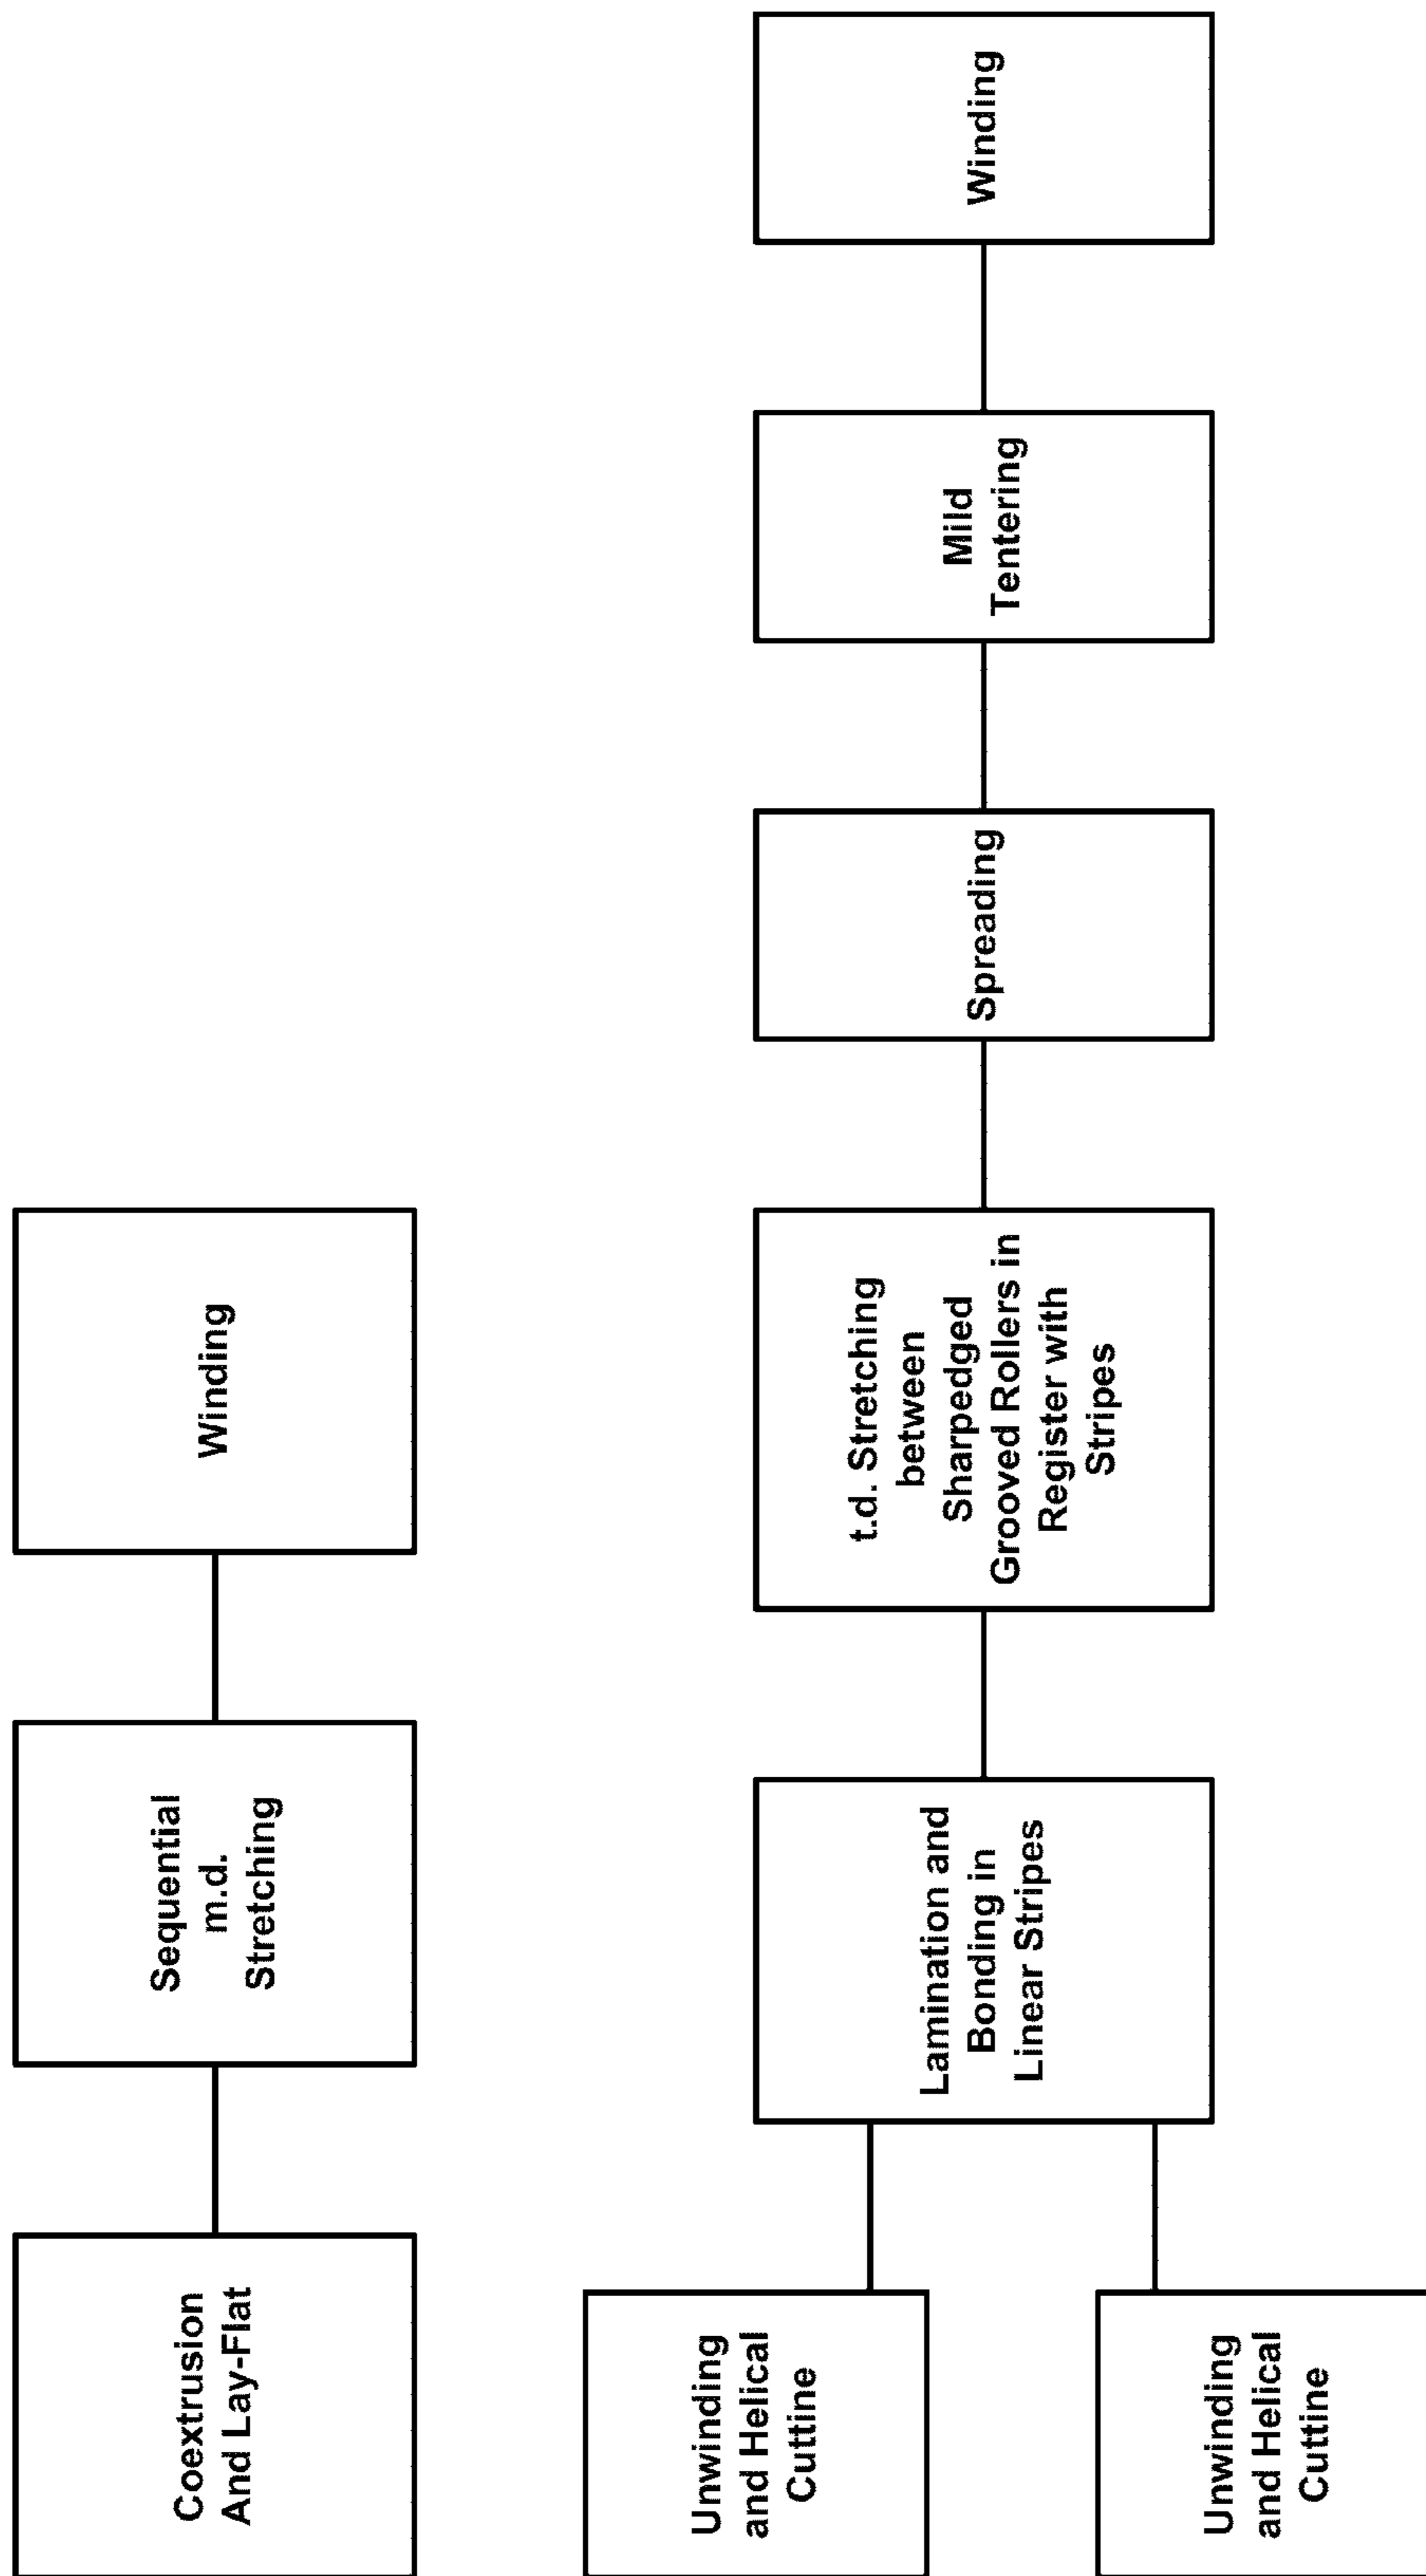 Coextrusion
And Lay-Flat
Sequential
m.d.
Stretching
Winding
Unwinding
and Helical
Cuttine
Unwinding
and Helical
Cuttine
Lamination and
Bonding in
Linear Stripes
t.d. Stretching
between
Sharpedged
Grooved Rollers in
Register with
Stripes
Spreading
Mild
Tentering
Winding